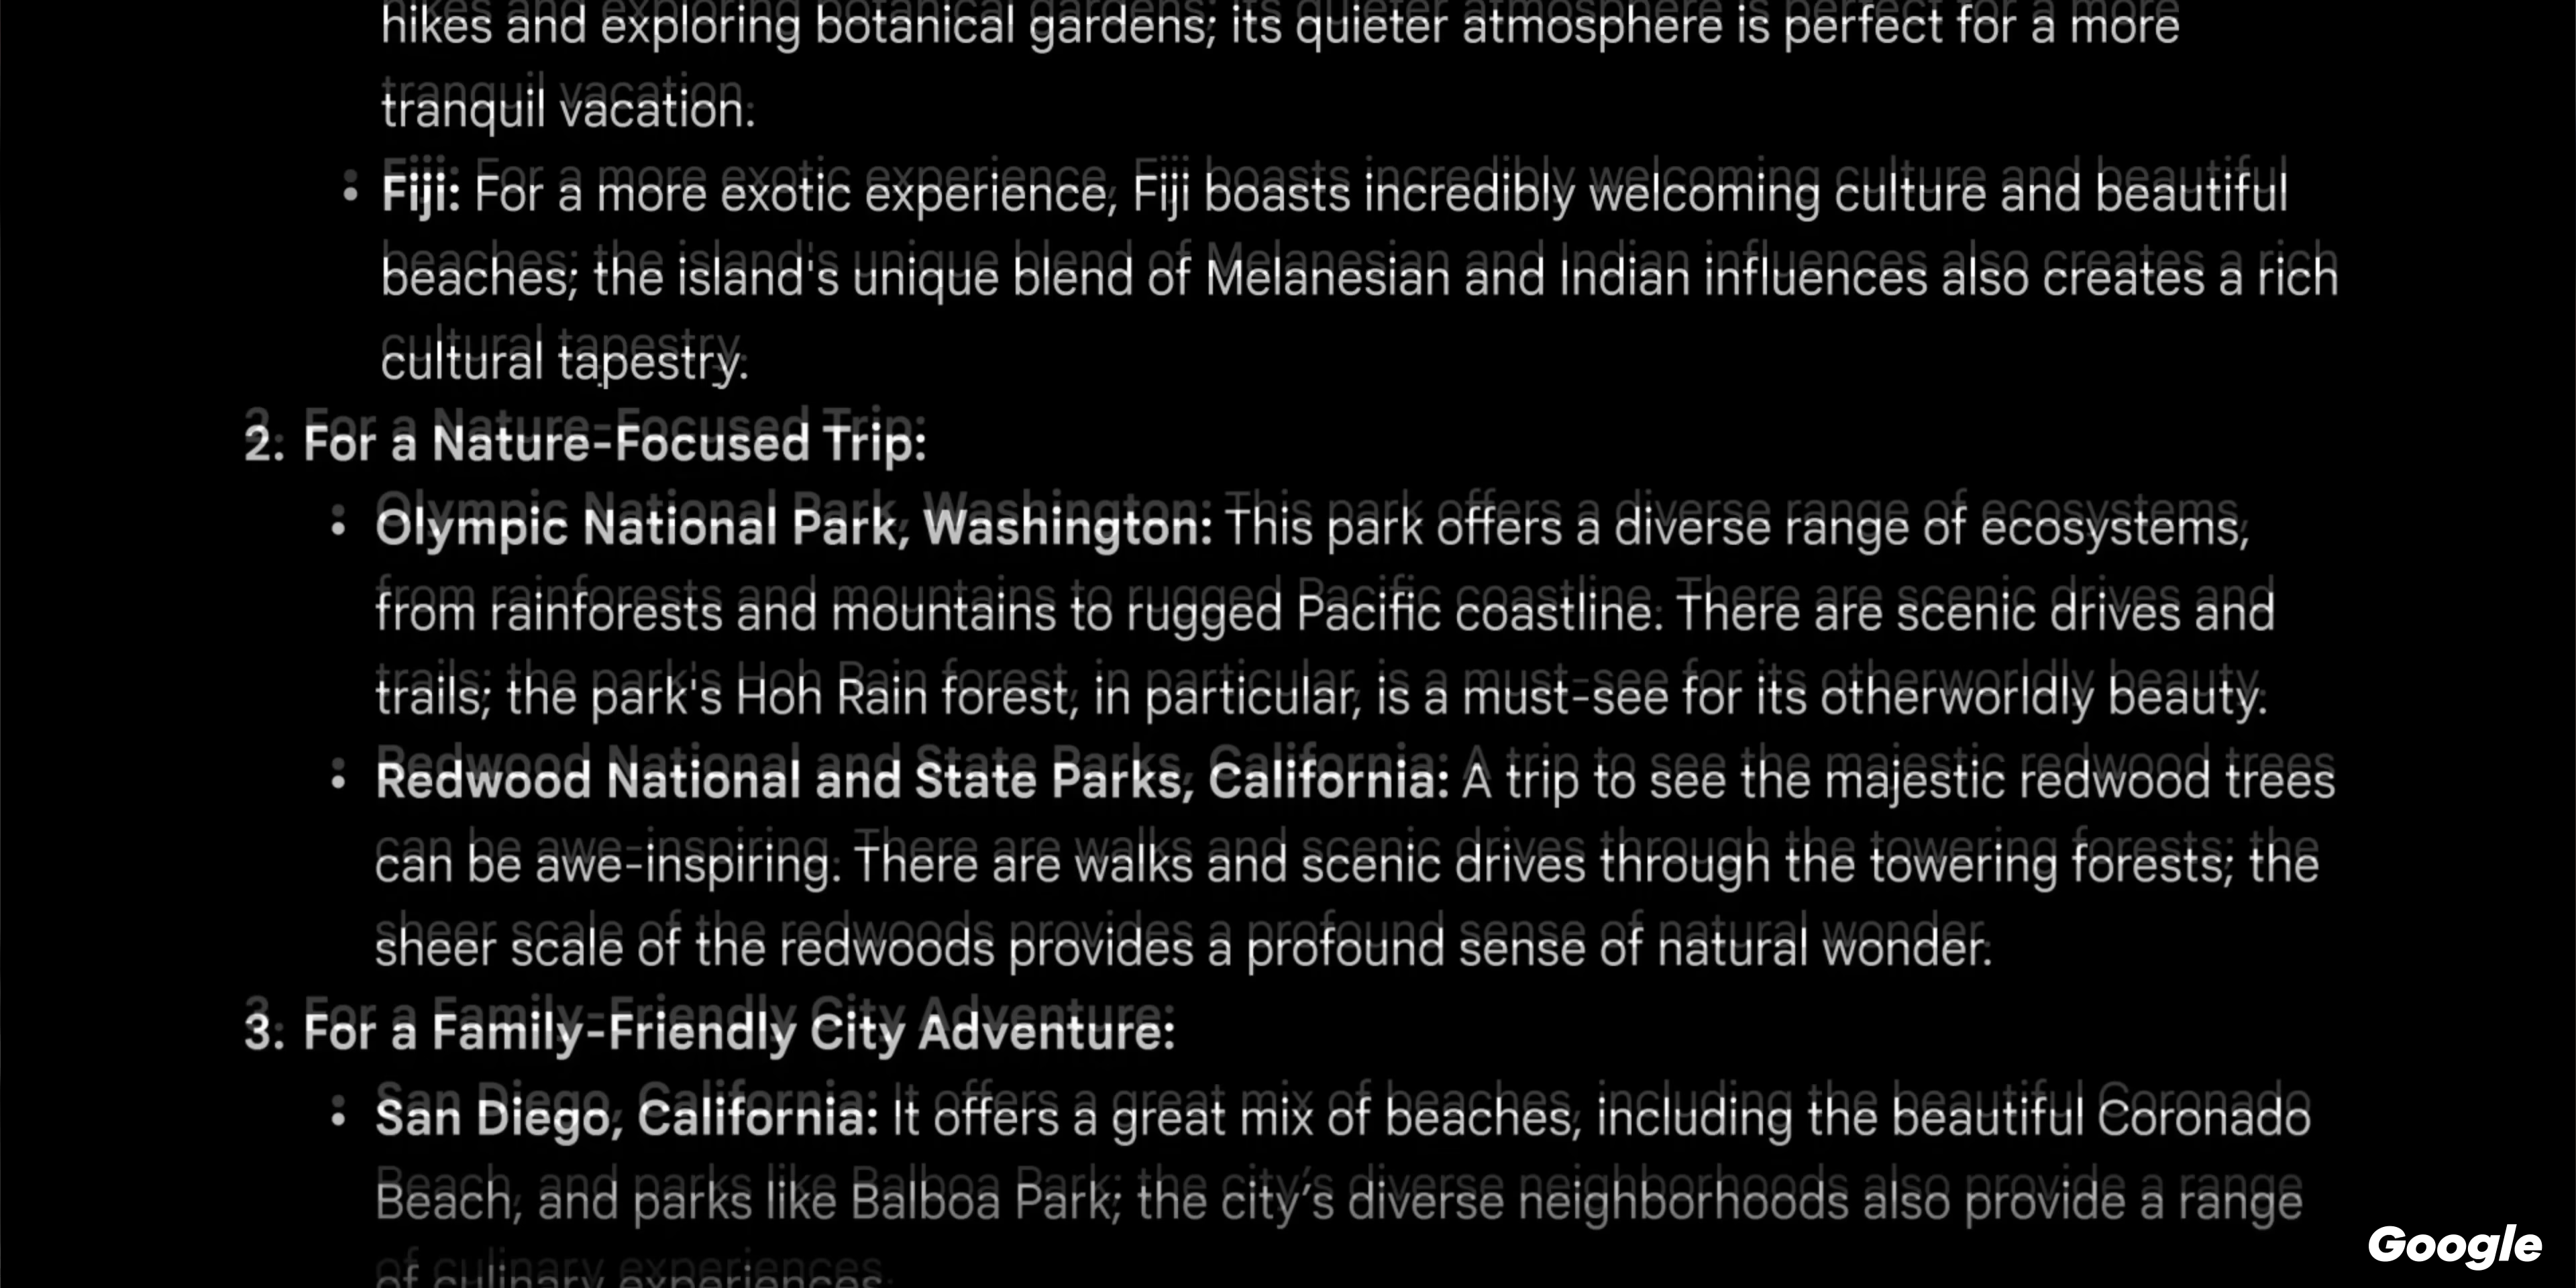 hikes and exploring botanical gardens; its quieter atmosphere is perfect for a more
tranquil vacation.
• Fiji: For a more exotic experience, Fiji boasts incredibly welcoming culture and beautiful
beaches; the island's unique blend of Melanesian and Indian influences also creates a rich
cultural tapestry.
2. For a Nature-Focused Trip:
• Olympic National Park, Washington: This park offers a diverse range of ecosystems,
from rainforests and mountains to rugged Pacific coastline. There are scenic drives and
trails; the park's Hoh Rain forest, in particular, is a must-see for its otherworldly beauty.
• Redwood National and State Parks, California: A trip to see the majestic redwood trees
can be awe-inspiring. There are walks and scenic drives through the towering forests; the
sheer scale of the redwoods provides a profound sense of natural wonder.
3. For a Family-Friendly City Adventure:
• San Diego, California: It offers a great mix of beaches, including the beautiful Coronado
Beach, and parks like Balboa Park; the city’s diverse neighborhoods also provide a range
of culinary experiences.
Google